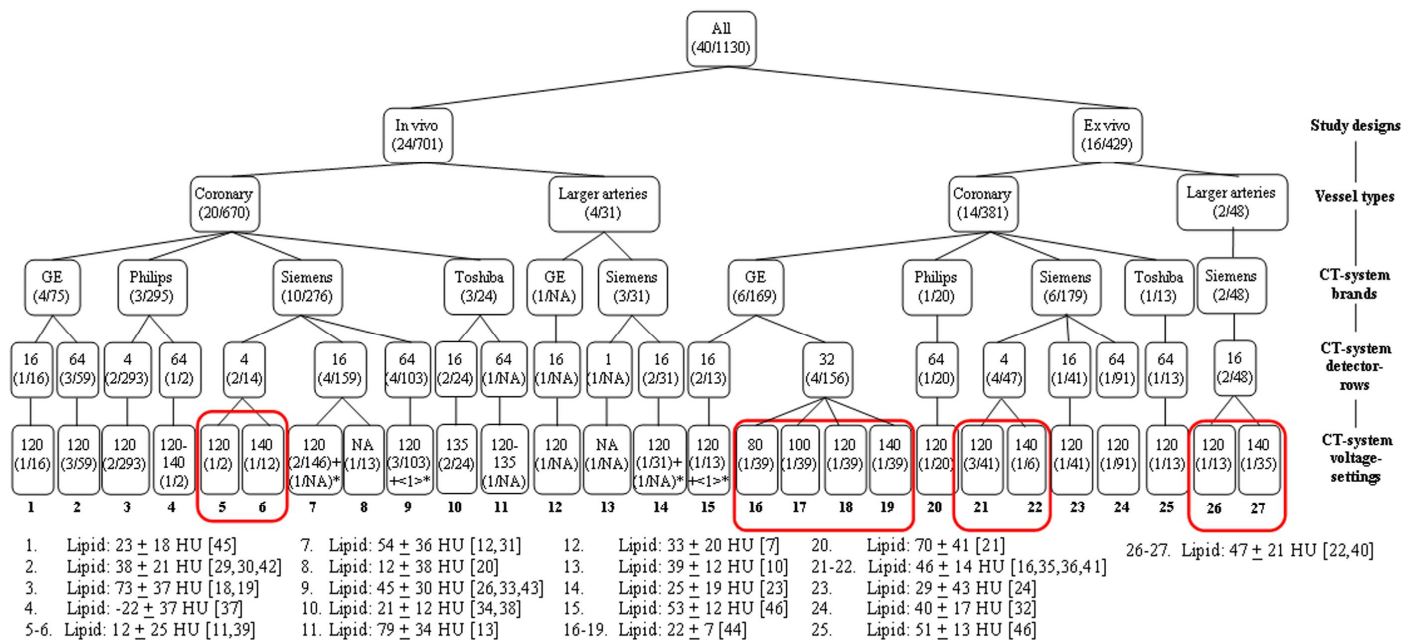 All
(40/1130)
In vivo
(24/701)
Ex vivo
(16/429)
Study designs
Coronary
(20/670)
Larger arteries
(4/31)
Coronary
(14/381)
Larger arteries
(2/48)
Vessel types
GE
(4/75)
Philips
(3/295)
Siemens
(10/276)
Toshiba
(3/24)
GE
(1/NA)
Siemens
(3/31)
GE
(6/169)
Philips
(1/20)
Siemens
(6/179)
Toshiba
(1/13)
Siemens
(2/48)
CT-system
brands
16
(1/16)
64
(3/59)
4
(2/293)
64
(1/2)
4
(2/14)
16
(4/159)
64
(4/103)
16
(2/24)
64
(1/NA)
16
(1/NA)
1
(1/NA)
16
(2/31)
16
(2/13)
32
(4/156)
64
(1/20)
4
(4/47)
16
(1/41)
64
(1/91)
64
(1/13)
16
(2/48)
CT-system
detector-
rows
120
(1/16)
120
(3/59)
120
(2/293)
120-
140
(1/2)
120
(1/2)
140
(1/12)
120
(2/146)+
(1/NA)*
NA
(1/13)
120
(3/103)
+<1>*
135
(2/24)
120-
135
(1/NA)
120
(1/NA)
NA
(1/NA)
120
(1/31)+
(1/NA)*
120
(1/13)
+<1>*
80
(1/39)
100
(1/39)
120
(1/39)
140
(1/39)
120
(1/20)
120
(3/41)
140
(1/6)
120
(1/41)
120
(1/91)
120
(1/13)
120
(1/13)
140
(1/35)
CT-system
voltage-
settings
1 2 3 4 5 6 7 8 9 10 11 12 13 14 15 16 17 18 19 20 21 22 23 24 25 26 27
1. Lipid: 23 ± 18 HU [45]
2. Lipid: 38 ± 21 HU [29,30,42]
3. Lipid: 73 ± 37 HU [18,19]
4. Lipid: -22 ± 37 HU [37]
5-6. Lipid: 12 ± 25 HU [11,39]
7. Lipid: 54 ± 36 HU [12,31]
8. Lipid: 12 ± 38 HU [20]
9. Lipid: 45 ± 30 HU [26,33,43]
10. Lipid: 21 ± 12 HU [34,38]
11. Lipid: 79 ± 34 HU [13]
12. Lipid: 33 ± 20 HU [7]
13. Lipid: 39 ± 12 HU [10]
14. Lipid: 25 ± 19 HU [23]
15. Lipid: 53 ± 12 HU [46]
16-19. Lipid: 22 ± 7 [44]
20. Lipid: 70 ± 41 [21]
21-22. Lipid: 46 ± 14 HU [16,35,36,41]
23. Lipid: 29 ± 43 HU [24]
24. Lipid: 40 ± 17 HU [32]
25. Lipid: 51 ± 13 HU [46]
26-27. Lipid: 47 ± 21 HU [22,40]